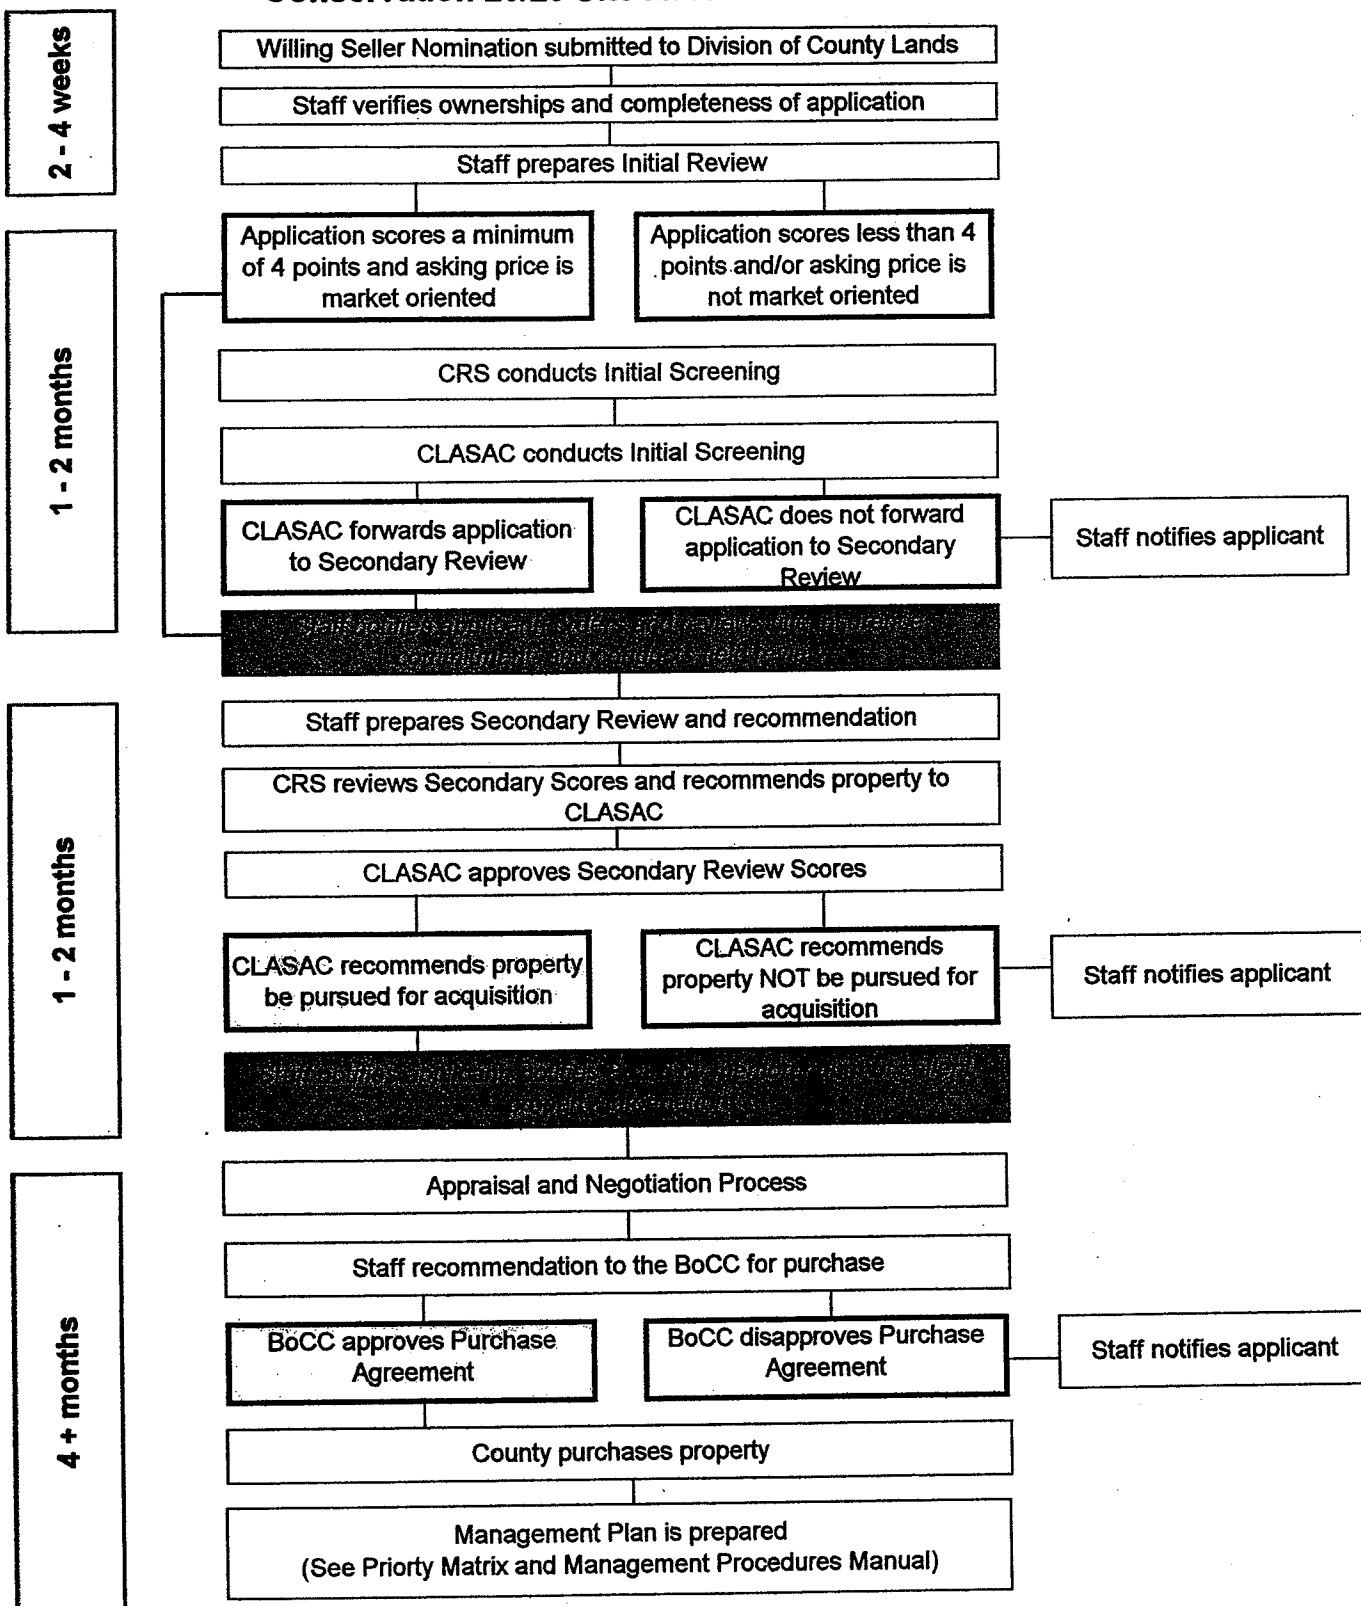 2 - 4 weeks
Willing Seller Nomination submitted to Division of County Lands
Staff verifies ownerships and completeness of application
Staff prepares Initial Review
1 - 2 months
Application scores a minimum
of 4 points and asking price is
market oriented
Application scores less than 4
points and/or asking price is
not market oriented
CRS conducts Initial Screening
CLASAC conducts Initial Screening
CLASAC forwards application
to Secondary Review
CLASAC does not forward
application to Secondary
Review
Staff notifies applicant
1 - 2 months
Staff prepares Secondary Review and recommendation
CRS reviews Secondary Scores and recommends property to
CLASAC
CLASAC approves Secondary Review Scores
CLASAC recommends property
be pursued for acquisition
CLASAC recommends
property NOT be pursued for
acquisition
Staff notifies applicant
4 + months
Appraisal and Negotiation Process
Staff recommendation to the BoCC for purchase
BoCC approves Purchase
Agreement
BoCC disapproves Purchase
Agreement
Staff notifies applicant
County purchases property
Management Plan is prepared
(See Priorty Matrix and Management Procedures Manual)